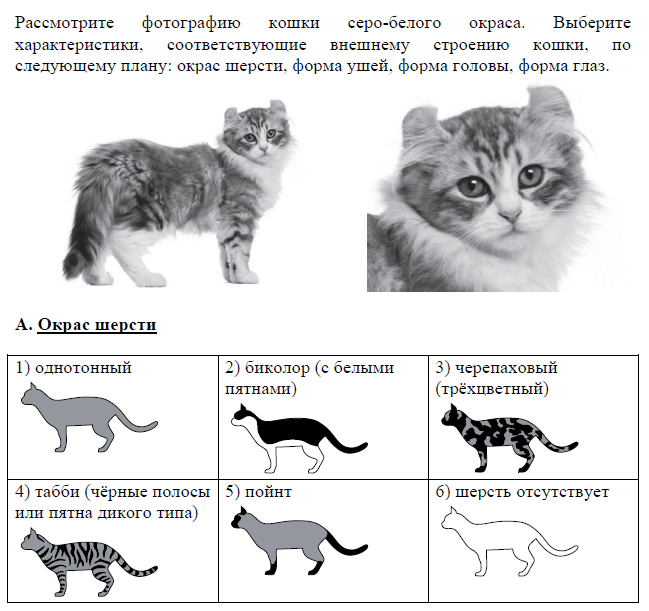 Рассмотрите фотографию кошки серо-белого окраса. Выберите
характеристики, соответствующие внешнему строению кошки, по
следующему плану: окрас шерсти, форма ушей, форма головы, форма глаз.
А. Окрас шерсти
1) однотонный
2) биколор (с белыми
пятнами)
3) черепаховый
(трёхцветный)
4) табби (чёрные полосы
или пятна дикого типа)
5) пойнт
6) шерсть отсутствует